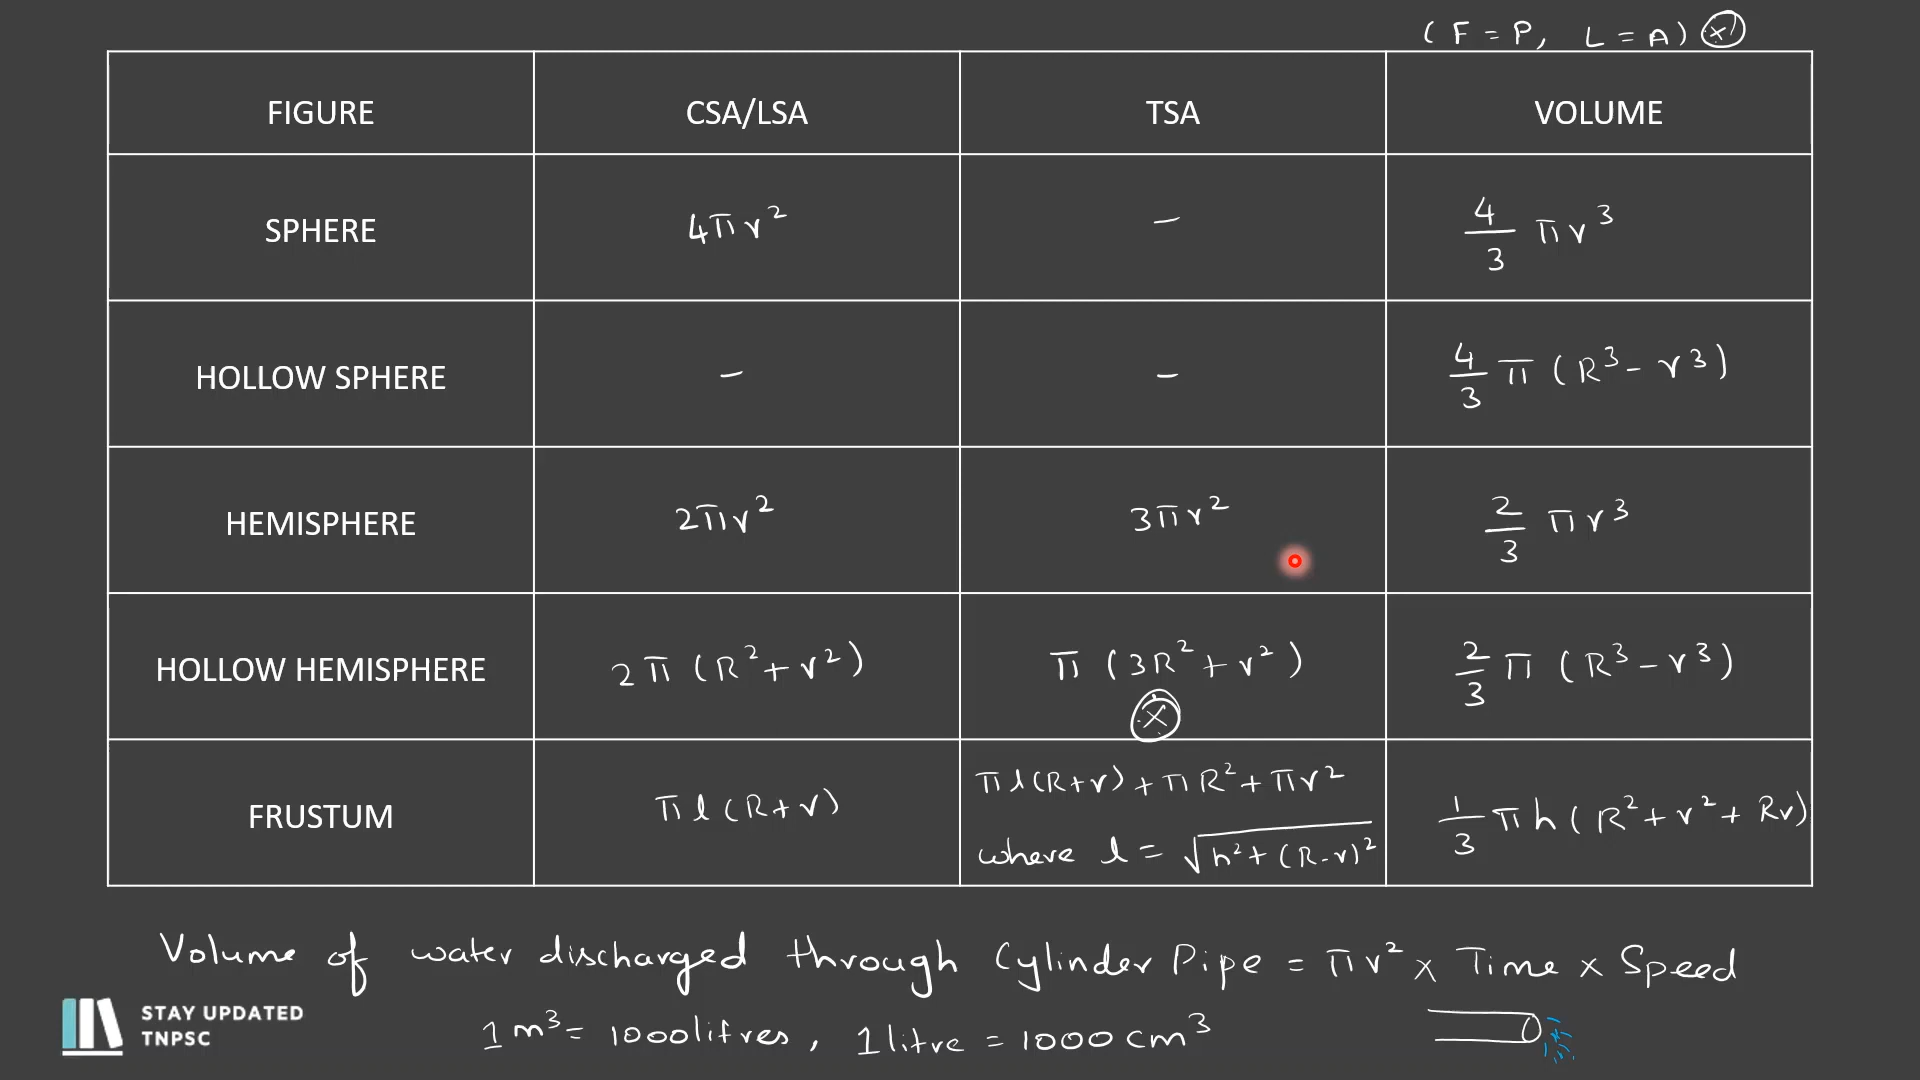 (F = P, L = A) ⊗
FIGURE CSA/LSA TSA VOLUME
SPHERE 4πr² – 4/3 πr³
HOLLOW SPHERE – – 4/3 π (R³ - r³)
HEMISPHERE 2πr² 3πr² 2/3 πr³
HOLLOW HEMISPHERE 2π (R² + r²) π (3R² + r²) ⊗ 2/3 π (R³ - r³)
FRUSTUM πl (R + r) πl(R+r) + πR² + πr² where l = √h² + (R-r)² 1/3 πh (R² + r² + Rr)
Volume of water discharged through Cylinder Pipe = πr² x Time x Speed
1 m³ = 1000 litres, 1 litre = 1000 cm³
STAY UPDATED
TNPSC